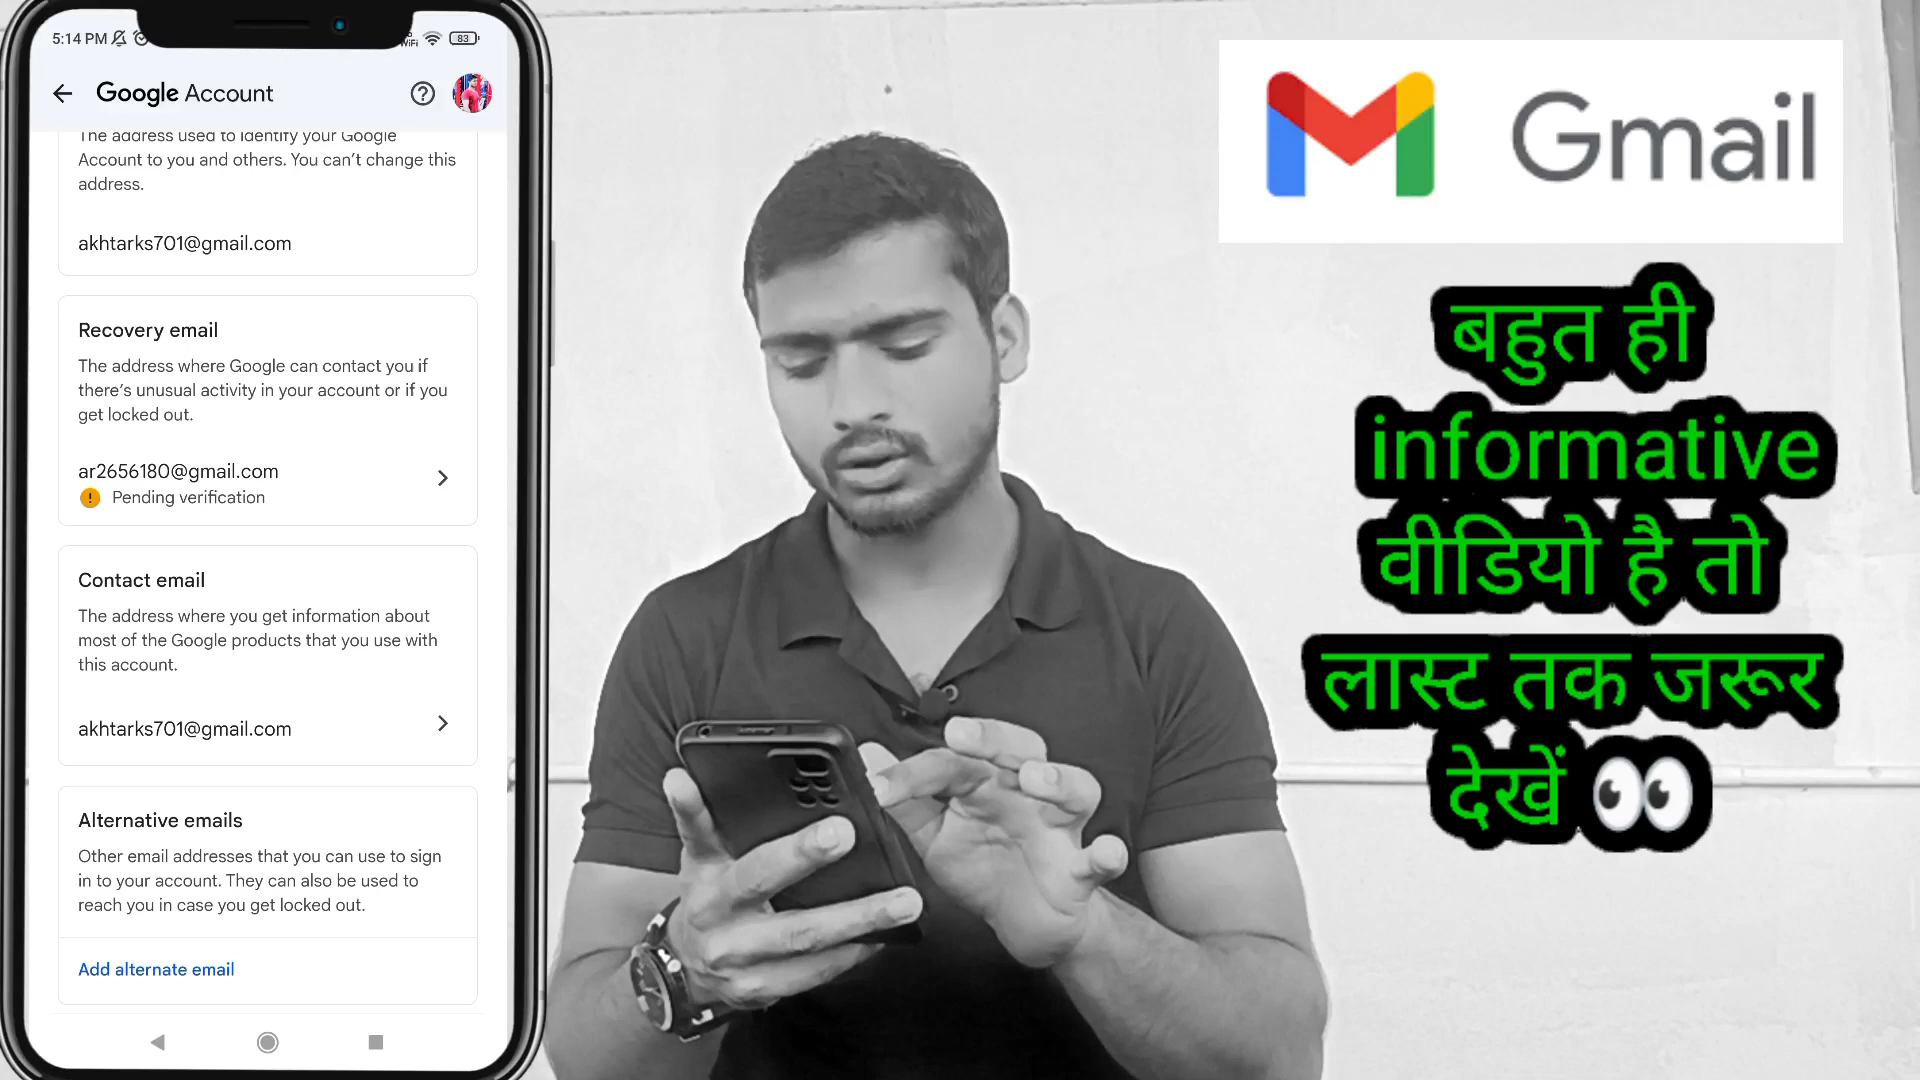 5:14 PM
WiFi 83
Google Account
The address used to identify your Google
Account to you and others. You can't change this
address.
akhtarks701@gmail.com
Recovery email
The address where Google can contact you if
there's unusual activity in your account or if you
get locked out.
ar2656180@gmail.com
Pending verification
Contact email
The address where you get information about
most of the Google products that you use with
this account.
akhtarks701@gmail.com
Alternative emails
Other email addresses that you can use to sign
in to your account. They can also be used to
reach you in case you get locked out.
Add alternate email
Gmail
बहुत ही
informative
वीडियो है तो
लास्ट तक जरूर
देखें 👀